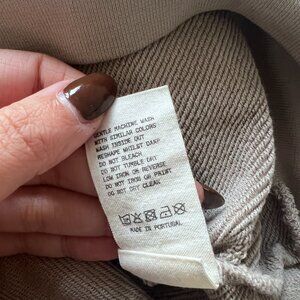 GENTLE MACHINE WASH
WITH SIMILAR COLORS
WASH INSIDE OUT
RESHAPE WHILST DAMP
DO NOT BLEACH
DO NOT TUMBLE DRY
LOW IRON ON REVERSE
DO NOT IRON ON PRINT
DO NOT DRY CLEAN
MADE IN PORTUGAL